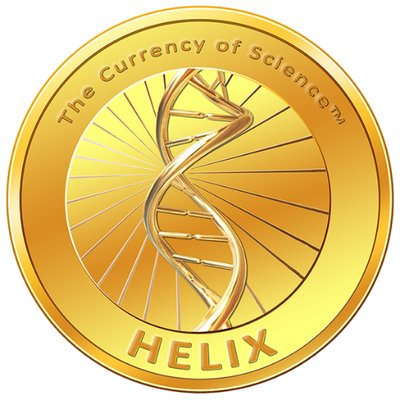 The Currency of Science™
HELIX